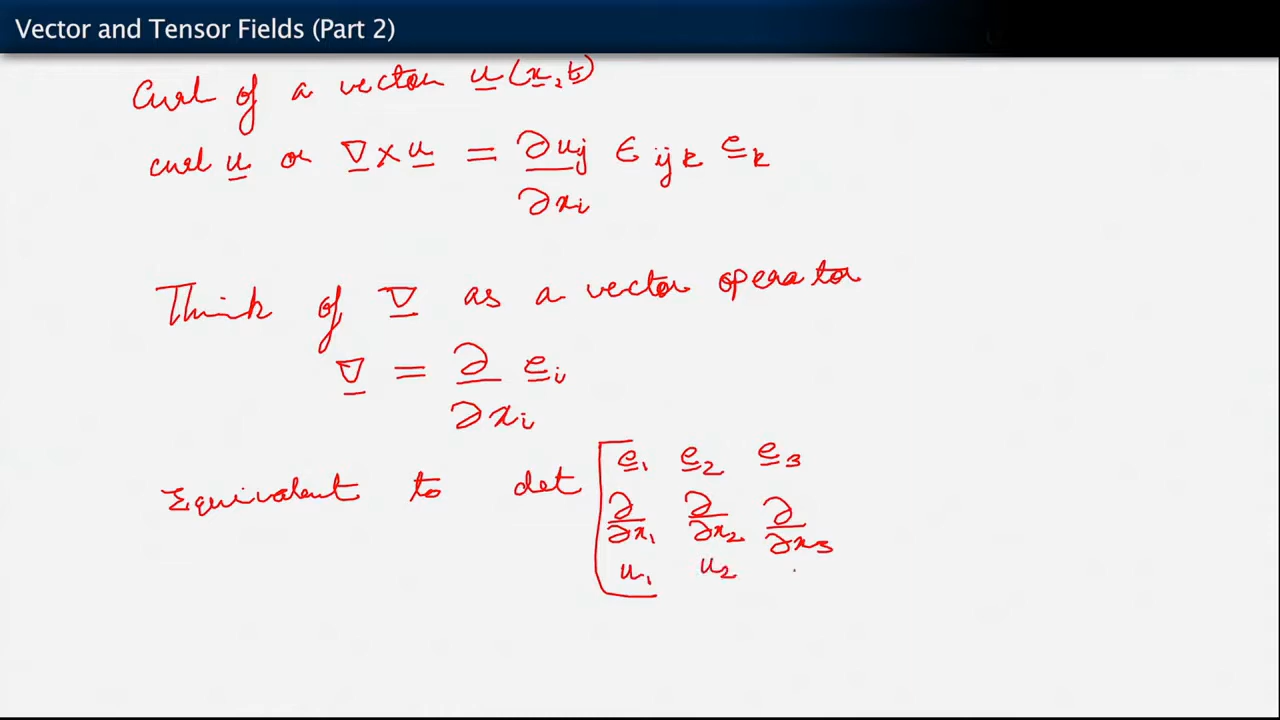 Vector and Tensor Fields (Part 2)
Curl of a vector u(x, t)
curl u or ∇ × u = ∂uj/∂xi ϵijk ek
Think of ∇ as a vector operator
∇ = ∂/∂xi ei
Equivalent to det [ e1 e2 e3
∂/∂x1 ∂/∂x2 ∂/∂x3
u1 u2